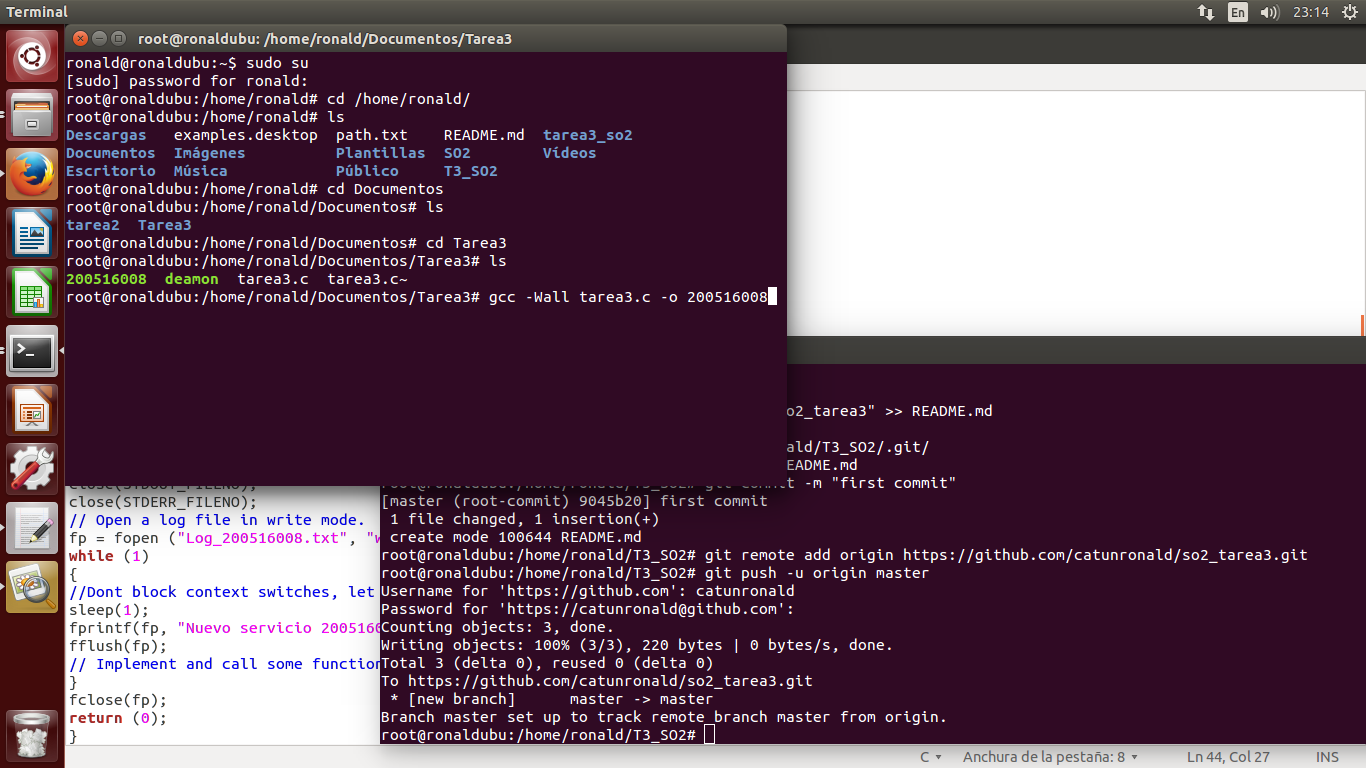 Terminal
En
23:14
root@ronaldubu: /home/ronald/Documentos/Tarea3
ronald@ronaldubu:~$ sudo su
[sudo] password for ronald:
root@ronaldubu:/home/ronald# cd /home/ronald/
root@ronaldubu:/home/ronald# ls
Descargas examples.desktop path.txt README.md tarea3_so2
Documentos Imágenes Plantillas SO2 Vídeos
Escritorio Música Público T3_SO2
root@ronaldubu:/home/ronald# cd Documentos
root@ronaldubu:/home/ronald/Documentos# ls
tarea2 Tarea3
root@ronaldubu:/home/ronald/Documentos# cd Tarea3
root@ronaldubu:/home/ronald/Documentos/Tarea3# ls
200516008 deamon tarea3.c tarea3.c~
root@ronaldubu:/home/ronald/Documentos/Tarea3# gcc -Wall tarea3.c -o 200516008
o2_tarea3" >> README.md
ald/T3_SO2/.git/
EADME.md
root@ronaldubu:/home/ronald/T3_SO2# git commit -m "first commit"
[master (root-commit) 9045b20] first commit
1 file changed, 1 insertion(+)
create mode 100644 README.md
root@ronaldubu:/home/ronald/T3_SO2# git remote add origin https://github.com/catunronald/so2_tarea3.git
root@ronaldubu:/home/ronald/T3_SO2# git push -u origin master
Username for 'https://github.com': catunronald
Password for 'https://catunronald@github.com':
Counting objects: 3, done.
Writing objects: 100% (3/3), 220 bytes | 0 bytes/s, done.
Total 3 (delta 0), reused 0 (delta 0)
To https://github.com/catunronald/so2_tarea3.git
* [new branch] master -> master
Branch master set up to track remote branch master from origin.
root@ronaldubu:/home/ronald/T3_SO2#
close(STDOUT_FILENO);
close(STDERR_FILENO);
// Open a log file in write mode.
fp = fopen ("Log_200516008.txt", "w
while (1)
{
//Dont block context switches, let
sleep(1);
fprintf(fp, "Nuevo servicio 2005160
fflush(fp);
// Implement and call some function
}
fclose(fp);
return (0);
}
C
Anchura de la pestaña: 8
Ln 44, Col 27
INS